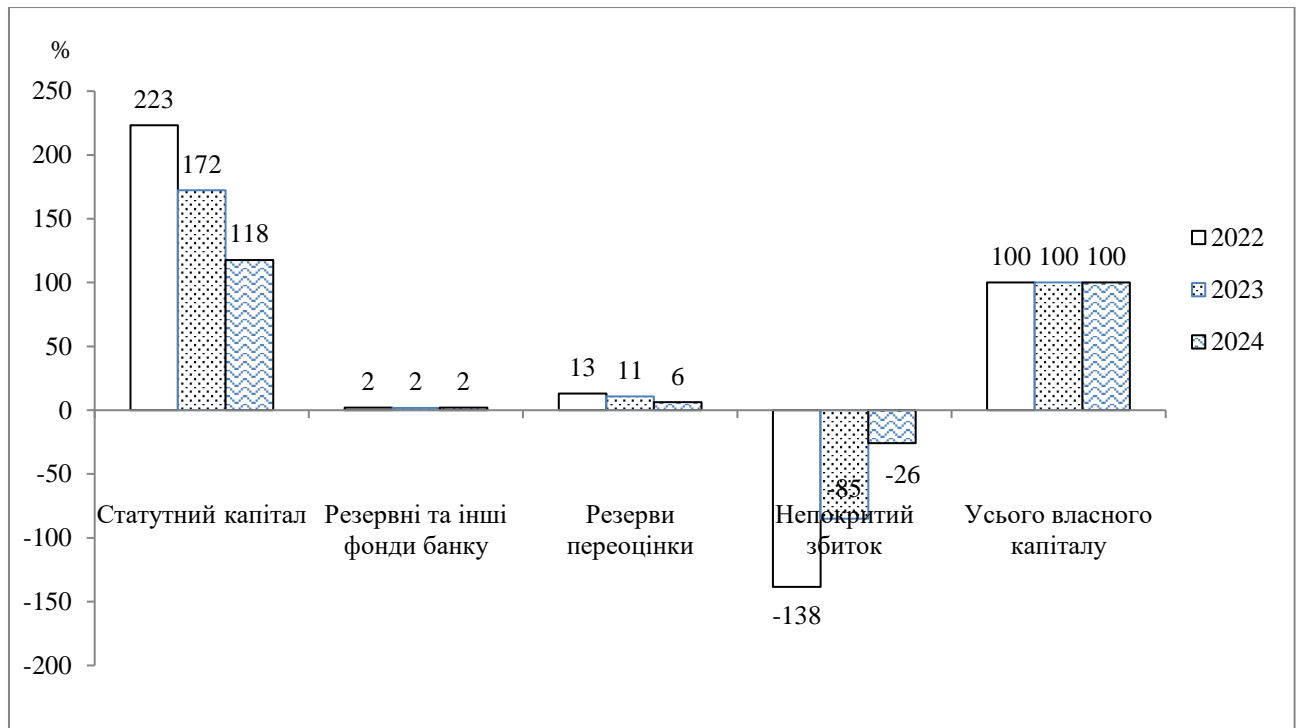 %
250
200
150
100
50
0
-50
-100
-150
-200
223
172
118
2 2 2
13 11 6
-138
-85
-26
100 100 100
Статутний капітал
Резервні та інші
фонди банку
Резерви
переоцінки
Непокритий
збиток
Усього власного
капіталу
2022
2023
2024